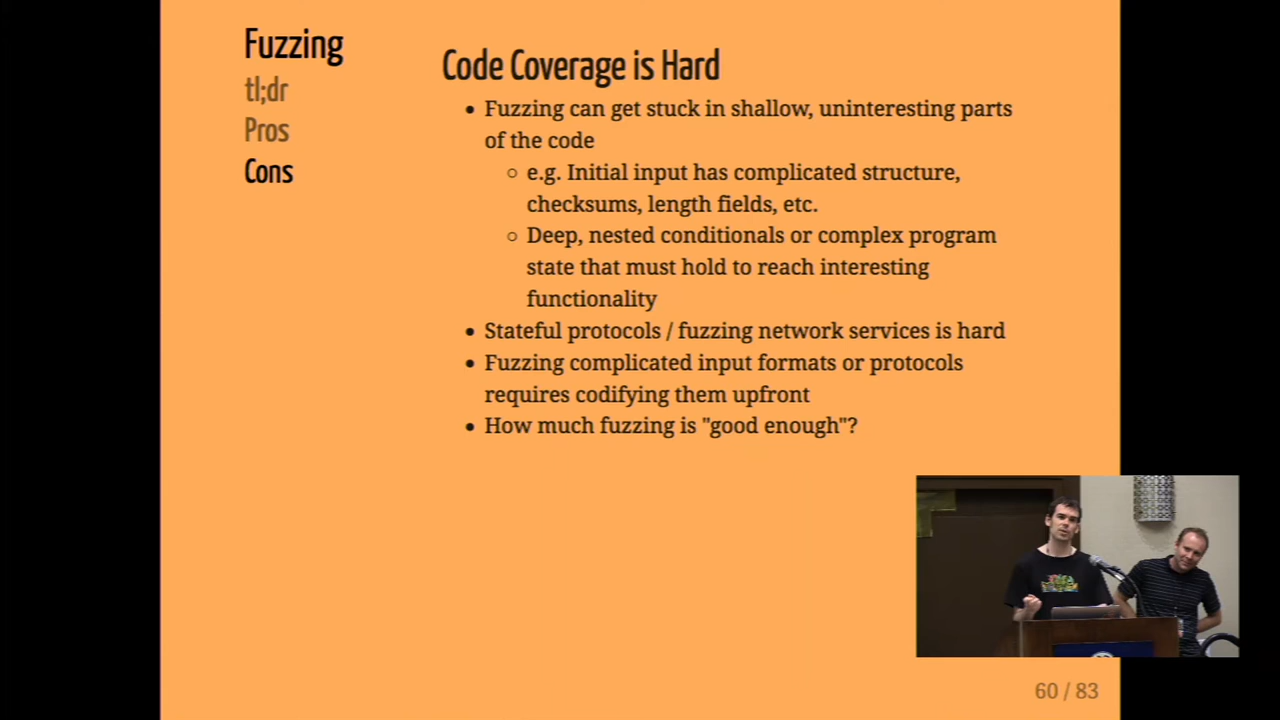 Fuzzing
tl;dr
Pros
Cons
Code Coverage is Hard
• Fuzzing can get stuck in shallow, uninteresting parts
of the code
○ e.g. Initial input has complicated structure,
checksums, length fields, etc.
○ Deep, nested conditionals or complex program
state that must hold to reach interesting
functionality
• Stateful protocols / fuzzing network services is hard
• Fuzzing complicated input formats or protocols
requires codifying them upfront
• How much fuzzing is "good enough"?
60 / 83